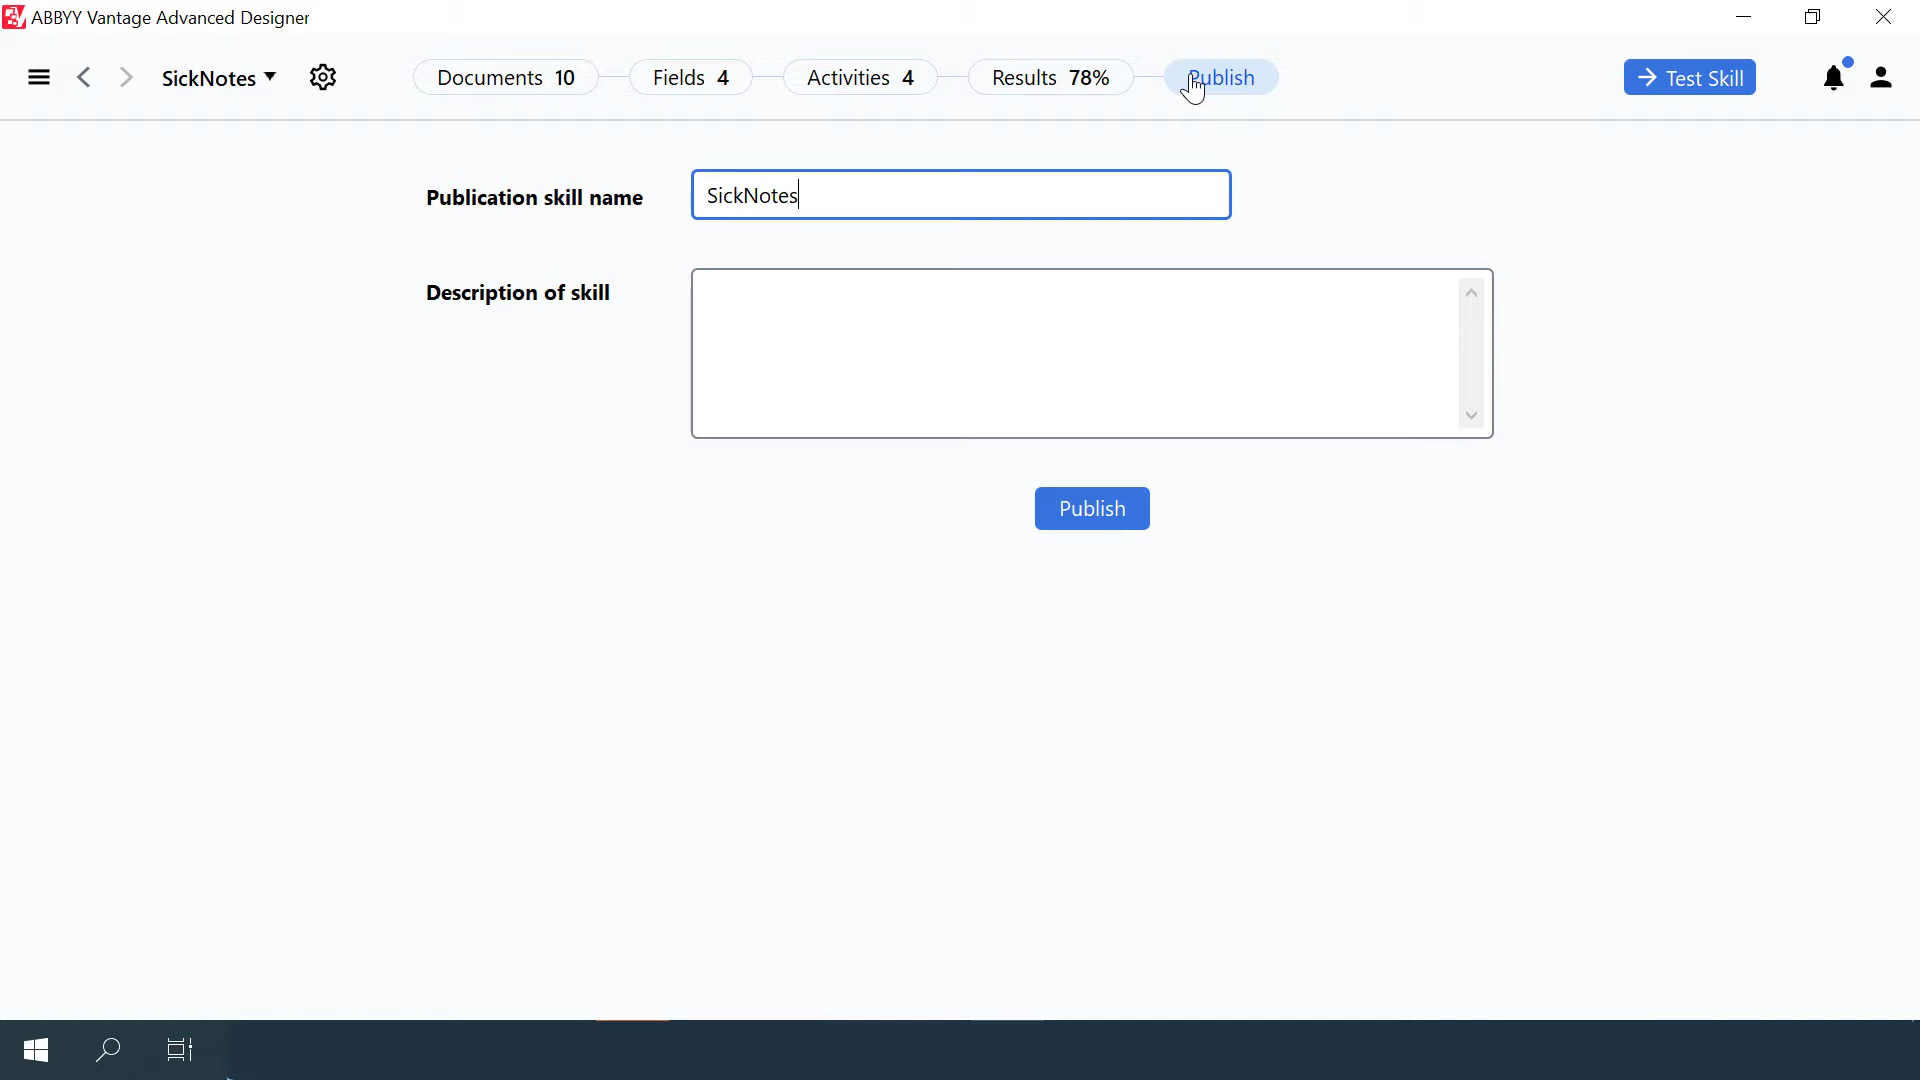 ABBYY Vantage Advanced Designer
SickNotes
Documents 10
Fields 4
Activities 4
Results 78%
Publish
Test Skill
Publication skill name
SickNotes
Description of skill
Publish